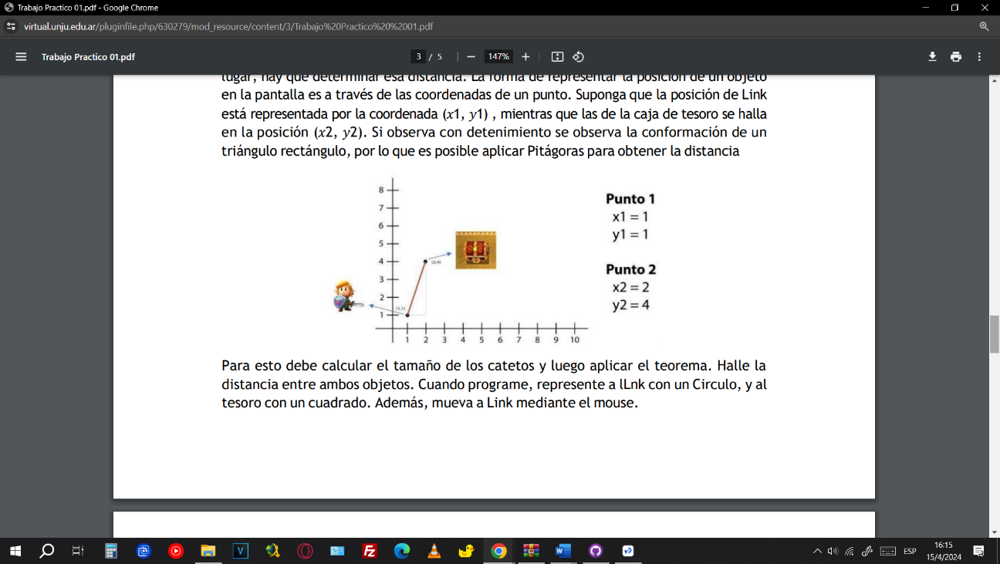 Trabajo Practico 01.pdf - Google Chrome
virtual.unju.edu.ar/pluginfile.php/630279/mod_resource/content/3/Trabajo%20Practico%20%2001.pdf
Trabajo Practico 01.pdf
3 / 5
147%
lugar, hay que determinar esa distancia. La forma de representar la posición de un objeto
en la pantalla es a través de las coordenadas de un punto. Suponga que la posición de Link
está representada por la coordenada (x1, y1) , mientras que las de la caja de tesoro se halla
en la posición (x2, y2). Si observa con detenimiento se observa la conformación de un
triángulo rectángulo, por lo que es posible aplicar Pitágoras para obtener la distancia
8
7
6
5
4
3
2
1
(2,4)
(1,1)
1 2 3 4 5 6 7 8 9 10
Punto 1
x1 = 1
y1 = 1
Punto 2
x2 = 2
y2 = 4
Para esto debe calcular el tamaño de los catetos y luego aplicar el teorema. Halle la
distancia entre ambos objetos. Cuando programe, represente a lLnk con un Circulo, y al
tesoro con un cuadrado. Además, mueva a Link mediante el mouse.
ESP
16:15
15/4/2024